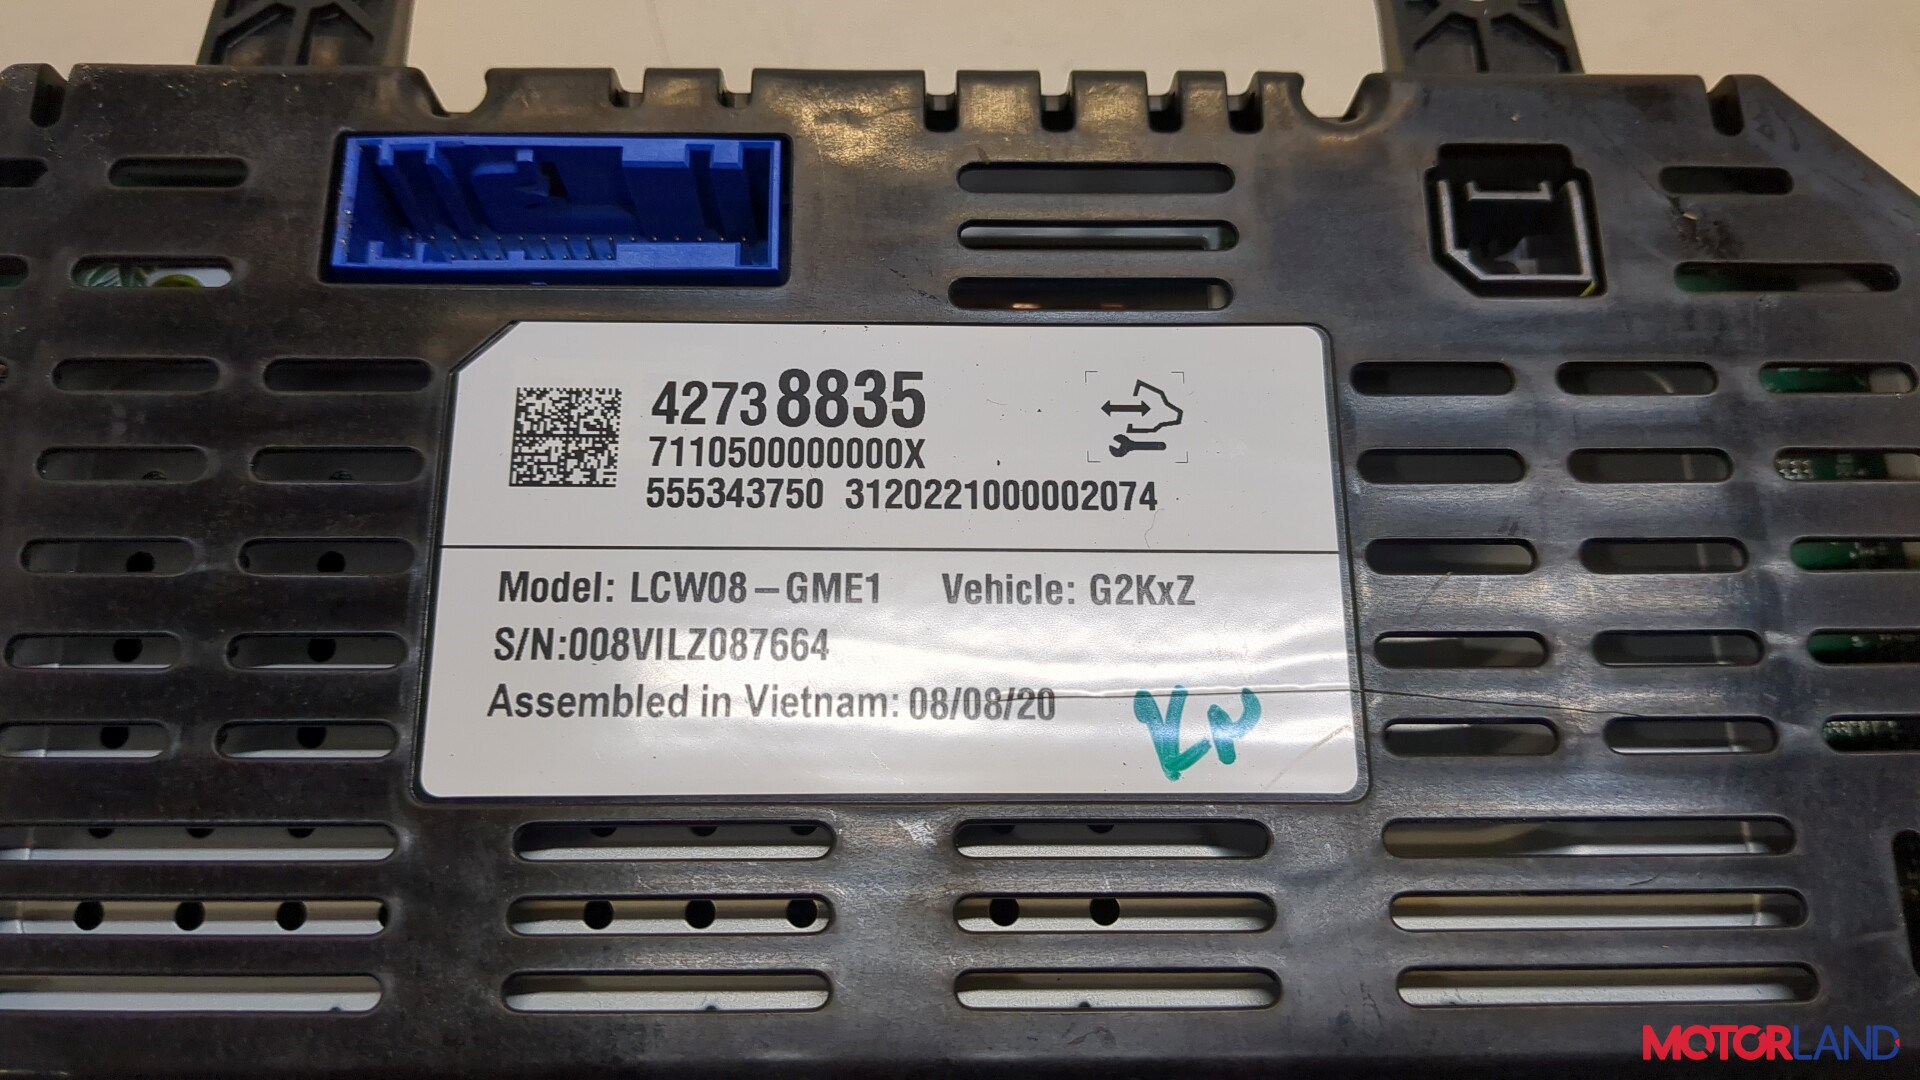 42738835
7110500000000X
555343750 3120221000002074
Model: LCW08-GME1 Vehicle: G2KxZ
S/N:008VILZ087664
Assembled in Vietnam: 08/08/20
MOTORLAND